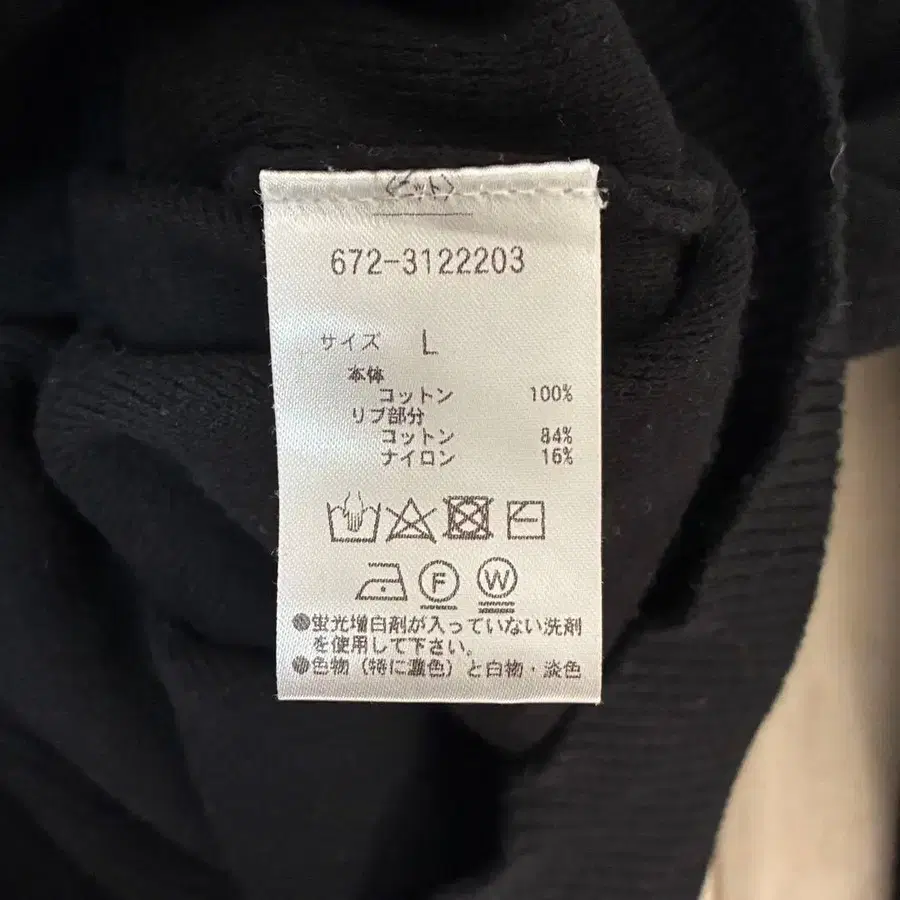 672-3122203
サイズ L
本体
コットン 100%
リブ部分
コットン 84%
ナイロン 16%
F W
●蛍光増白剤が入っていない洗剤
を使用して下さい。
●色物（特に濃色）と白物・淡色